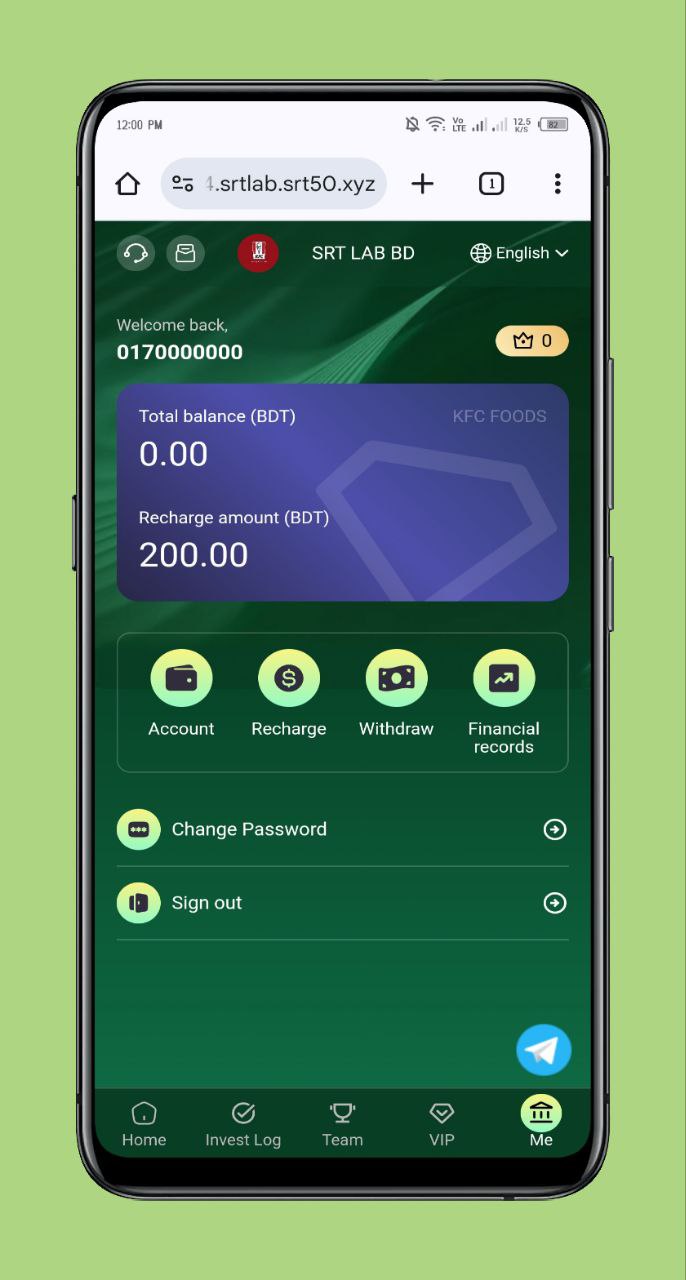 12:00 PM
Vo
LTE
12.5
K/S
82
.srtlab.srt50.xyz
1
SRT LAB BD
English
Welcome back,
0170000000
0
Total balance (BDT)
KFC FOODS
0.00
Recharge amount (BDT)
200.00
Account
Recharge
Withdraw
Financial
records
Change Password
Sign out
Home
Invest Log
Team
VIP
Me